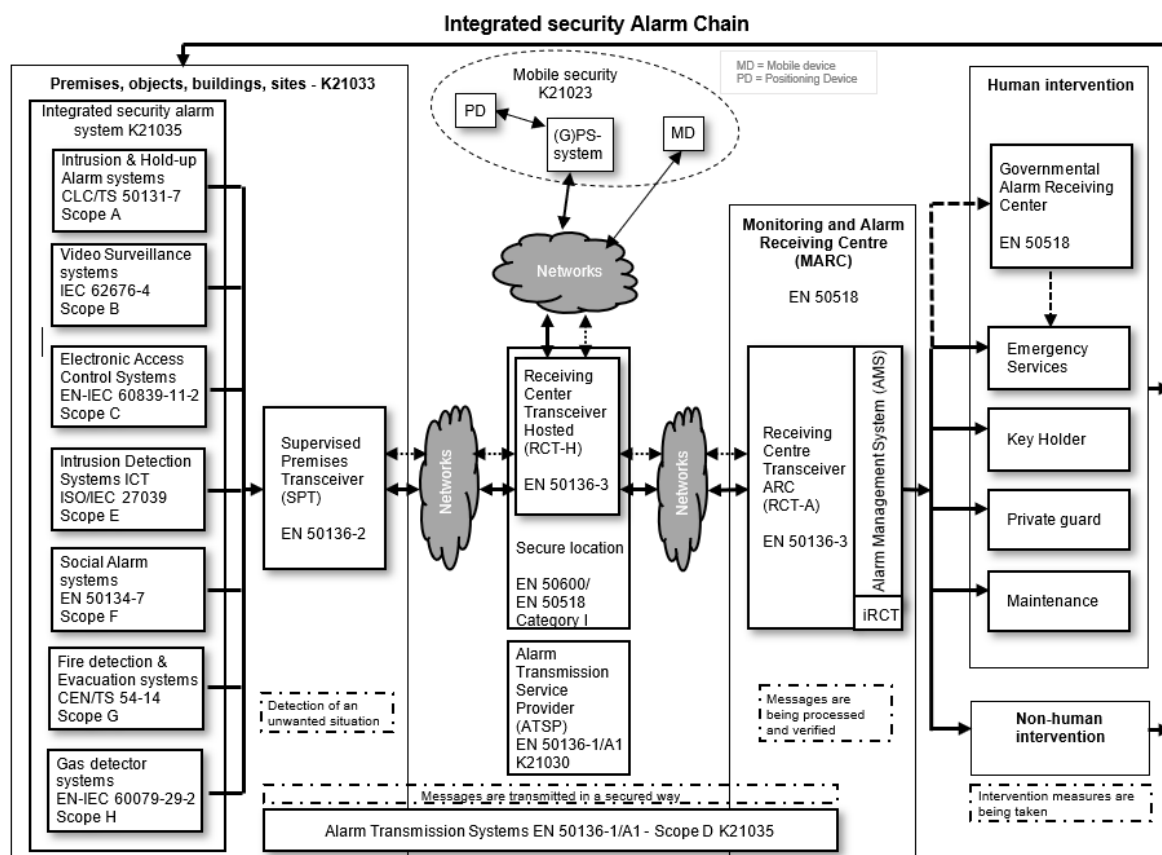 Integrated security Alarm Chain
MD = Mobile device
PD = Positioning Device
Premises, objects, buildings, sites - K21033
Integrated security alarm
system K21035
Intrusion & Hold-up
Alarm systems
CLC/TS 50131-7
Scope A
Video Surveillance
systems
IEC 62676-4
Scope B
Electronic Access
Control Systems
EN-IEC 60839-11-2
Scope C
Intrusion Detection
Systems ICT
ISO/IEC 27039
Scope E
Social Alarm
systems
EN 50134-7
Scope F
Fire detection &
Evacuation systems
CEN/TS 54-14
Scope G
Gas detector
systems
EN-IEC 60079-29-2
Scope H
Supervised
Premises
Transceiver
(SPT)
EN 50136-2
Detection of an
unwanted situation
Mobile security
K21023
PD
(G)PS-
system
MD
Networks
Networks
Receiving
Center
Transceiver
Hosted
(RCT-H)
EN 50136-3
Secure location
EN 50600/
EN 50518
Category I
Alarm
Transmission
Service
Provider
(ATSP)
EN 50136-1/A1
K21030
Networks
Monitoring and Alarm
Receiving Centre
(MARC)
EN 50518
Receiving
Centre
Transceiver
ARC
(RCT-A)
EN 50136-3
Alarm Management System (AMS)
iRCT
Messages are
being processed
and verified
Human intervention
Governmental
Alarm Receiving
Center
EN 50518
Emergency
Services
Key Holder
Private guard
Maintenance
Non-human
intervention
Intervention measures are
being taken
Messages are transmitted in a secured way
Alarm Transmission Systems EN 50136-1/A1 - Scope D K21035